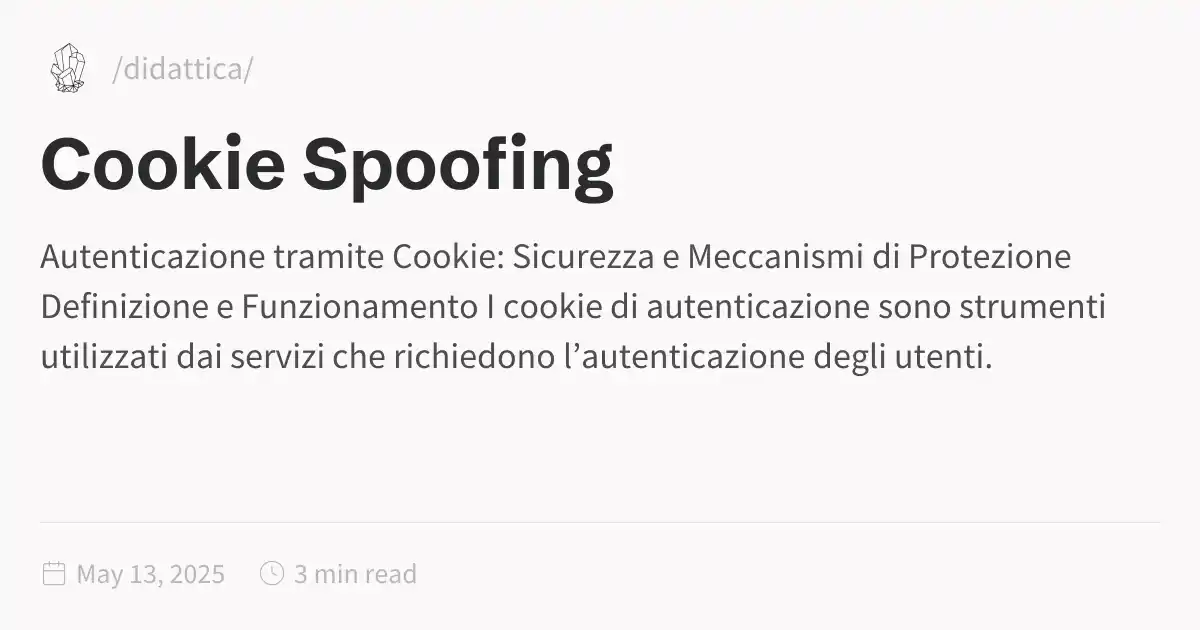 /didattica/
Cookie Spoofing
Autenticazione tramite Cookie: Sicurezza e Meccanismi di Protezione
Definizione e Funzionamento I cookie di autenticazione sono strumenti
utilizzati dai servizi che richiedono l’autenticazione degli utenti.
May 13, 2025 3 min read